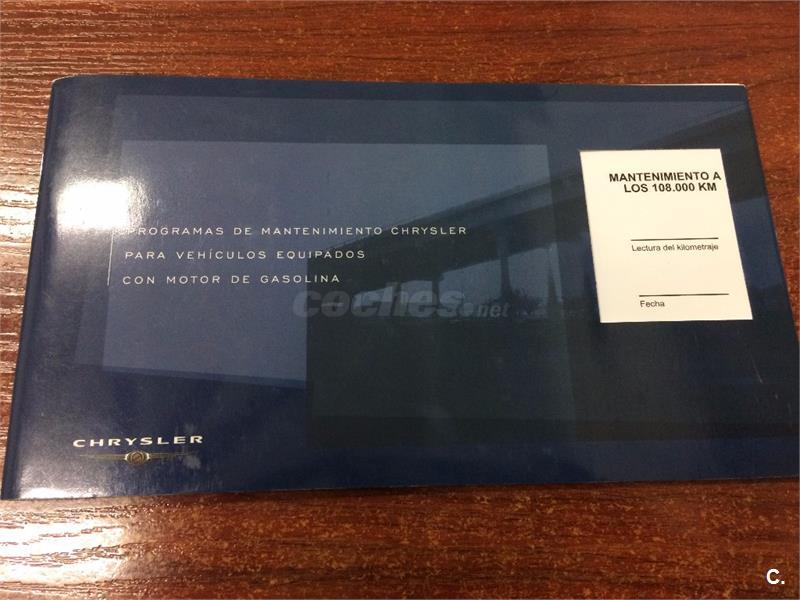 PROGRAMAS DE MANTENIMIENTO CHRYSLER
PARA VEHÍCULOS EQUIPADOS
CON MOTOR DE GASOLINA
MANTENIMIENTO A
LOS 108.000 KM
Lectura del kilometraje
Fecha
coches.net
CHRYSLER
C.